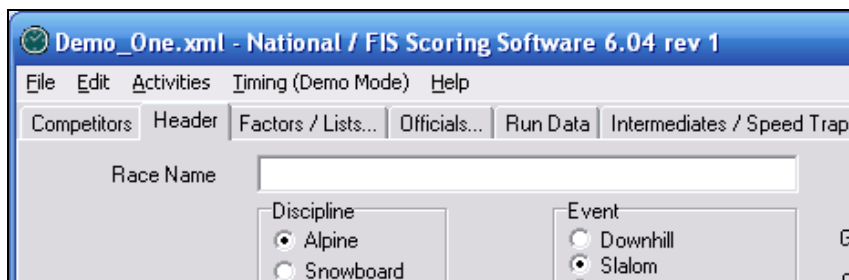 Demo_One.xml - National / FIS Scoring Software 6.04 rev 1
File Edit Activities Timing (Demo Mode) Help
Competitors Header Factors / Lists... Officials... Run Data Intermediates / Speed Trap
Race Name
Discipline Event
Alpine Downhill
Snowboard Slalom